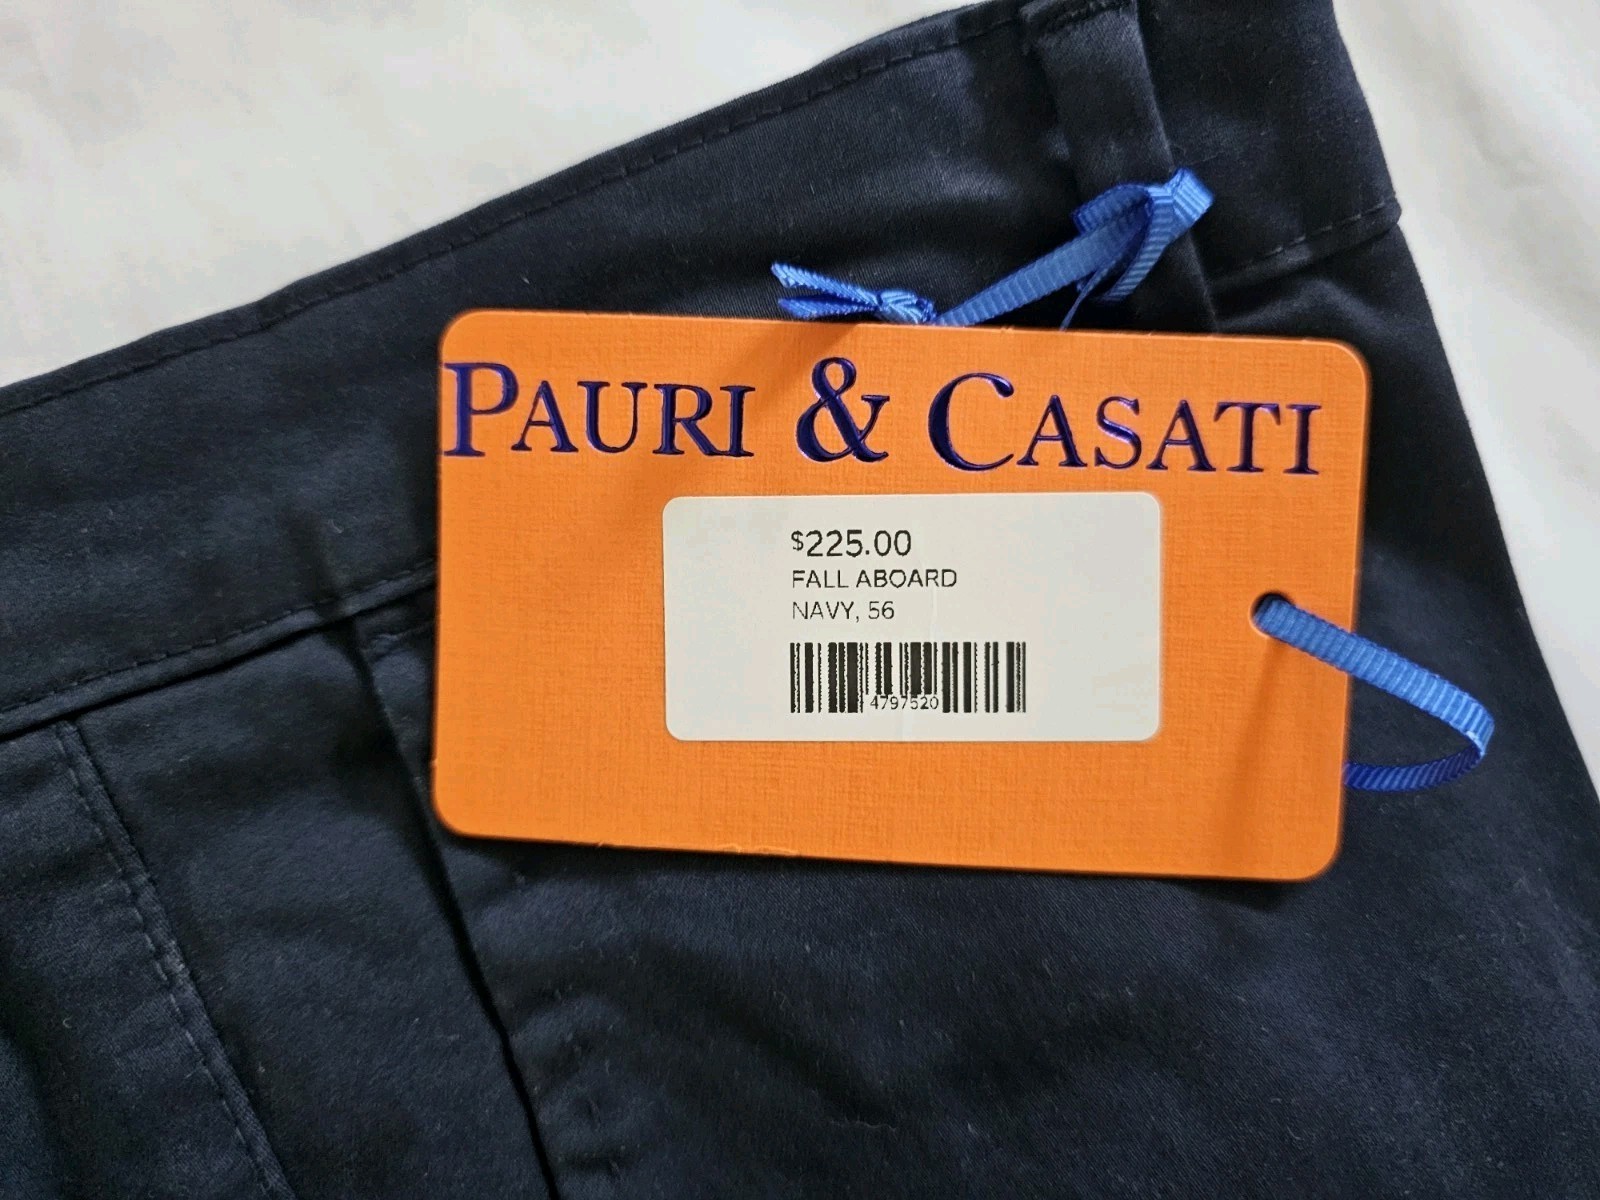 PAURI & CASATI
$225.00
FALL ABOARD
NAVY, 56
4797520